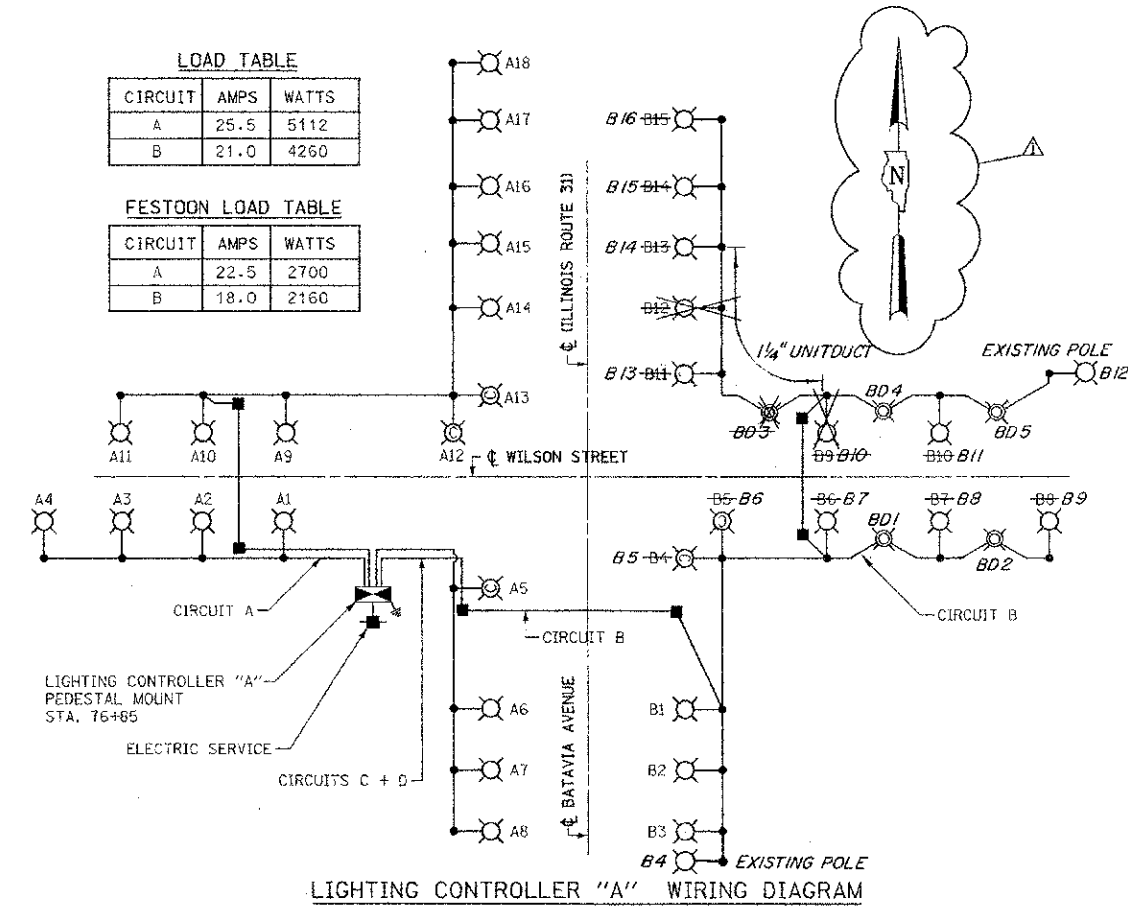 LOAD TABLE
CIRCUIT AMPS WATTS
A 25.5 5112
B 21.0 4260
FESTOON LOAD TABLE
CIRCUIT AMPS WATTS
A 22.5 2700
B 18.0 2160
A18
A17
A16
A15
A14
A13
A12
A11
A10
A9
℄ (ILLINOIS ROUTE 31)
B16 B15
B15 B14
B14 B13
B12
B13 B11
1¼" UNITDUCT
N
1
EXISTING POLE
B12
BD3
B9 B10
BD4
B10 B11
BD5
℄ WILSON STREET
A4
A3
A2
A1
B5 B6
B6 B7
BD1
B7 B8
BD2
B8 B9
B5 B4
A5
CIRCUIT A
CIRCUIT B
CIRCUIT B
LIGHTING CONTROLLER "A"
PEDESTAL MOUNT
STA. 76+85
ELECTRIC SERVICE
CIRCUITS C + D
A6
A7
A8
℄ BATAVIA AVENUE
B1
B2
B3
B4
EXISTING POLE
LIGHTING CONTROLLER "A" WIRING DIAGRAM